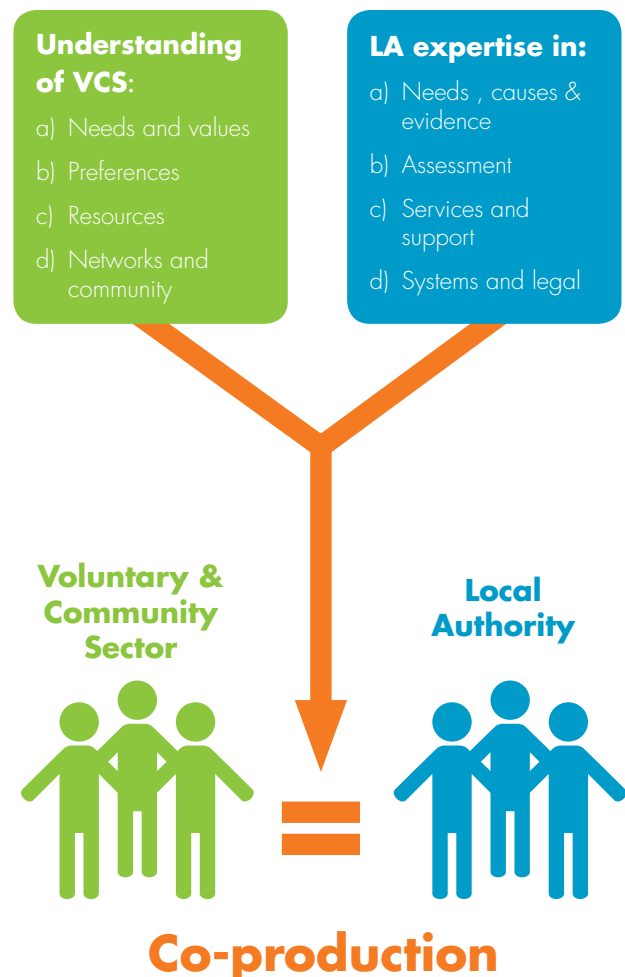 Understanding
of VCS:
a) Needs and values
b) Preferences
c) Resources
d) Networks and
community
LA expertise in:
a) Needs , causes &
evidence
b) Assessment
c) Services and
support
d) Systems and legal
Voluntary &
Community
Sector
Local
Authority
=
Co-production